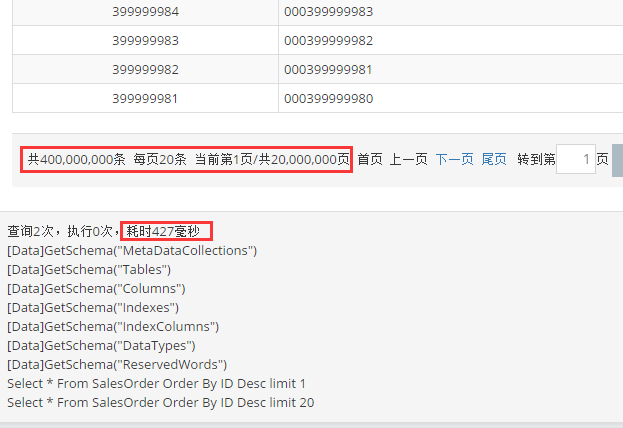 399999984 000399999983
399999983 000399999982
399999982 000399999981
399999981 000399999980
共400,000,000条 每页20条 当前第1页/共20,000,000页 首页 上一页 下一页 尾页 转到第 1 页
查询2次，执行0次，耗时427毫秒
[Data]GetSchema("MetaDataCollections")
[Data]GetSchema("Tables")
[Data]GetSchema("Columns")
[Data]GetSchema("Indexes")
[Data]GetSchema("IndexColumns")
[Data]GetSchema("DataTypes")
[Data]GetSchema("ReservedWords")
Select * From SalesOrder Order By ID Desc limit 1
Select * From SalesOrder Order By ID Desc limit 20